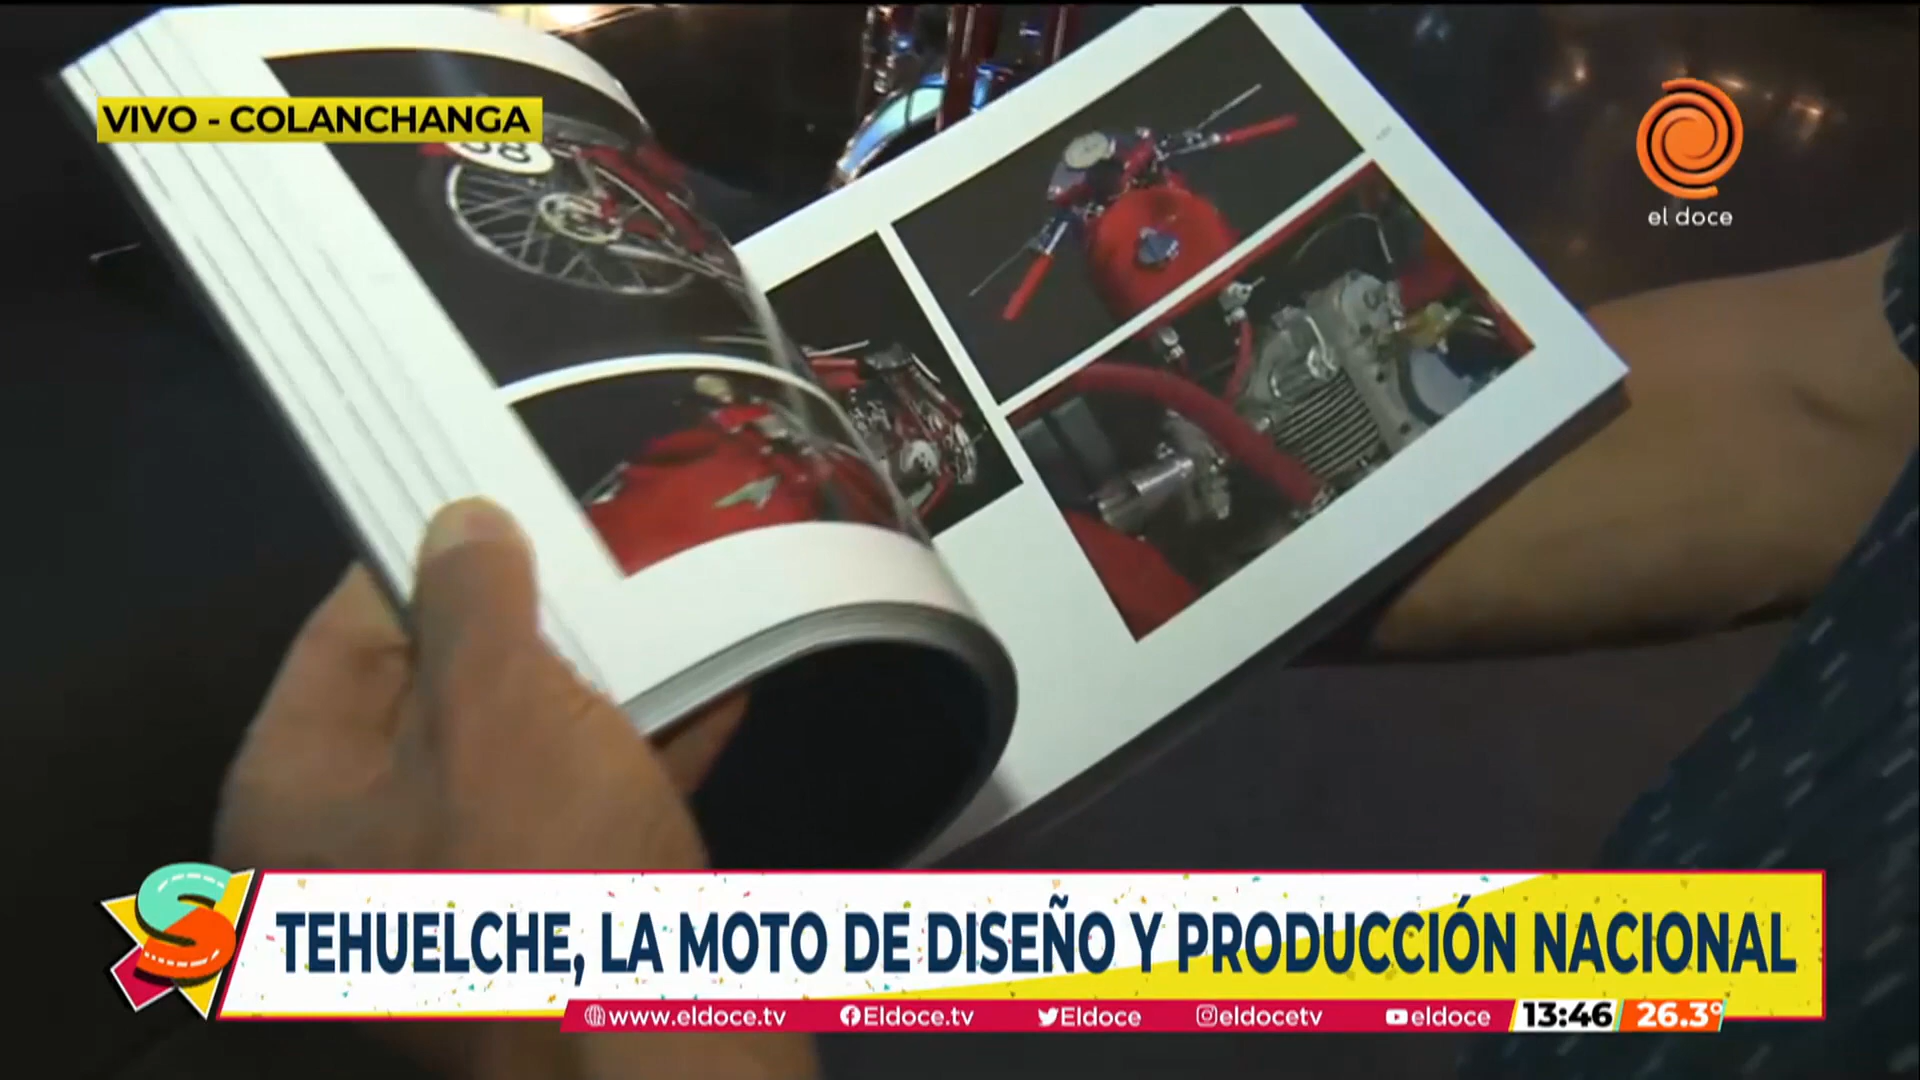 VIVO - COLANCHANGA
el doce
TEHUELCHE, LA MOTO DE DISEÑO Y PRODUCCIÓN NACIONAL
www.eldoce.tv Eldoce.tv Eldoce eldocetv eldoce 13:46 26.3°